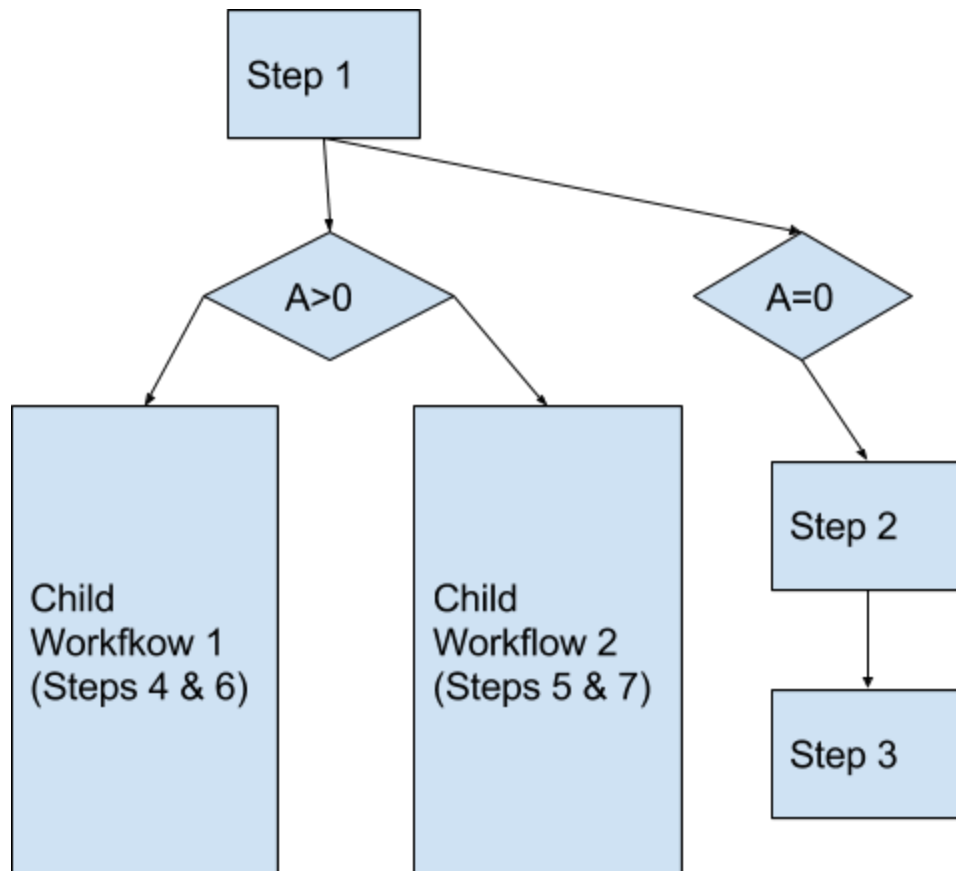 Step 1
A>0
A=0
Child
Workfkow 1
(Steps 4 & 6)
Child
Workflow 2
(Steps 5 & 7)
Step 2
Step 3